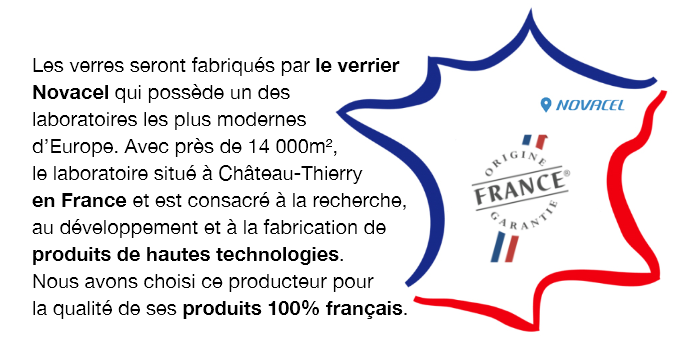 Les verres seront fabriqués par le verrier
Novacel qui possède un des
laboratoires les plus modernes
d'Europe. Avec près de 14 000m²,
le laboratoire situé à Château-Thierry
en France et est consacré à la recherche,
au développement et à la fabrication de
produits de hautes technologies.
Nous avons choisi ce producteur pour
la qualité de ses produits 100% français.
NOVACEL
ORIGINE
FRANCE®
GARANTIE